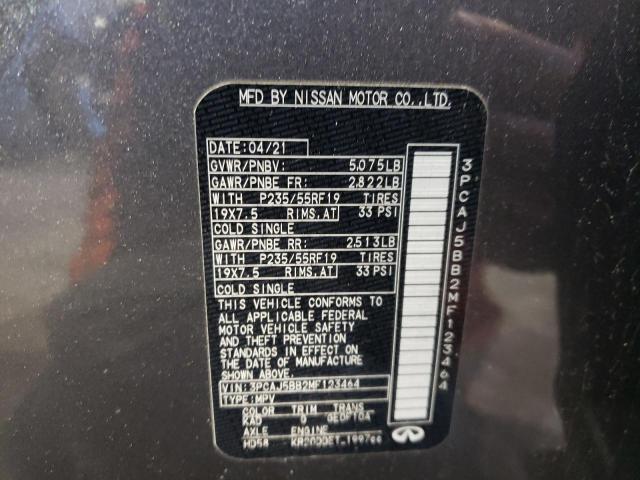 MFD BY NISSAN MOTOR CO.,LTD.
DATE: 04/21
GVWR/PNBV: 5,075LB
GAWR/PNBE FR: 2,822LB
WITH P235/55RF19 TIRES
19X7.5 RIMS,AT 33 PSI
COLD SINGLE
GAWR/PNBE RR: 2,513LB
WITH P235/55RF19 TIRES
19X7.5 RIMS,AT 33 PSI
COLD SINGLE
THIS VEHICLE CONFORMS TO
ALL APPLICABLE FEDERAL
MOTOR VEHICLE SAFETY
AND THEFT PREVENTION
STANDARDS IN EFFECT ON
THE DATE OF MANUFACTURE
SHOWN ABOVE.
VIN: 3PCAJ5BB2MF123464
TYPE: MPV
COLOR TRIM TRANS
KAD
AXLE ENGINE
HD58
3PCAJ5BB2MF123464